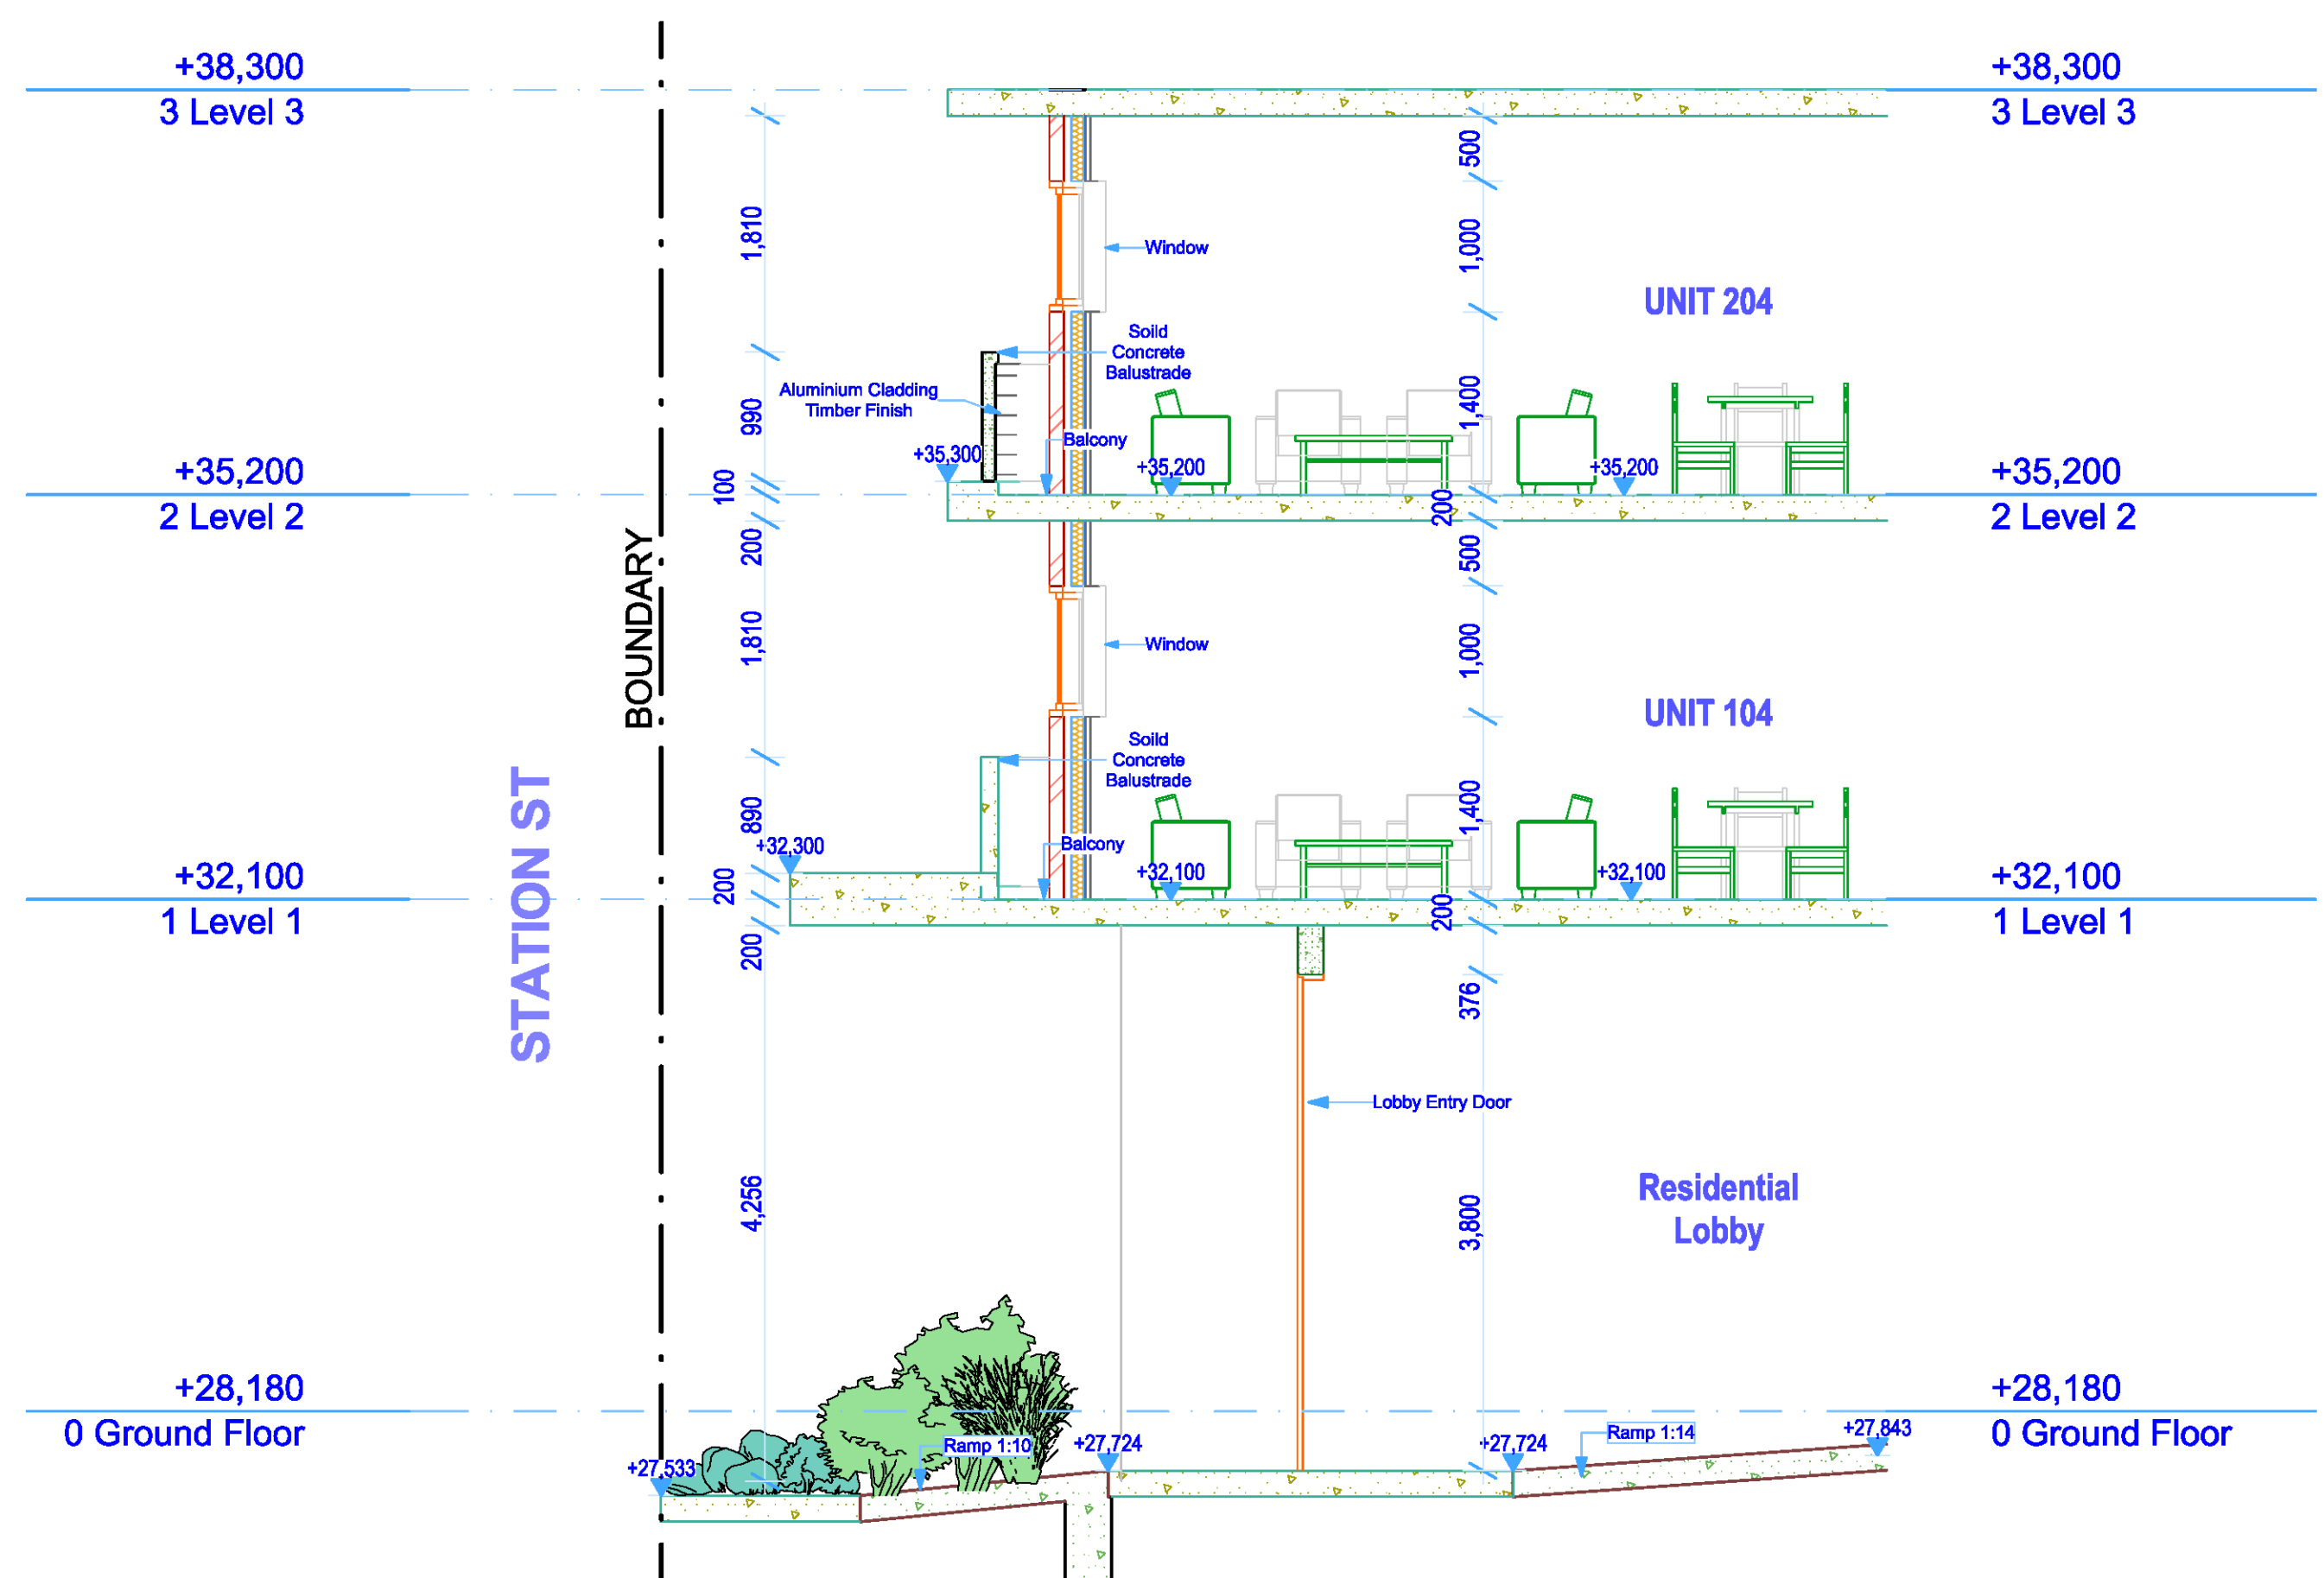 +38,300
3 Level 3
+38,300
3 Level 3
500
1,810
1,000
Window
UNIT 204
Soild
Concrete
Balustrade
Aluminium Cladding
Timber Finish
990
1,400
Balcony
+35,300
+35,200
+35,200
+35,200
2 Level 2
+35,200
2 Level 2
100
200
200
500
BOUNDARY
1,810
1,000
Window
UNIT 104
Soild
Concrete
Balustrade
STATION ST
890
1,400
+32,300
Balcony
+32,100
+32,100
+32,100
1 Level 1
+32,100
1 Level 1
200
200
200
376
Lobby Entry Door
4,256
3,800
Residential
Lobby
+28,180
0 Ground Floor
+28,180
0 Ground Floor
+27,533
Ramp 1:10
+27,724
+27,724
Ramp 1:14
+27,843